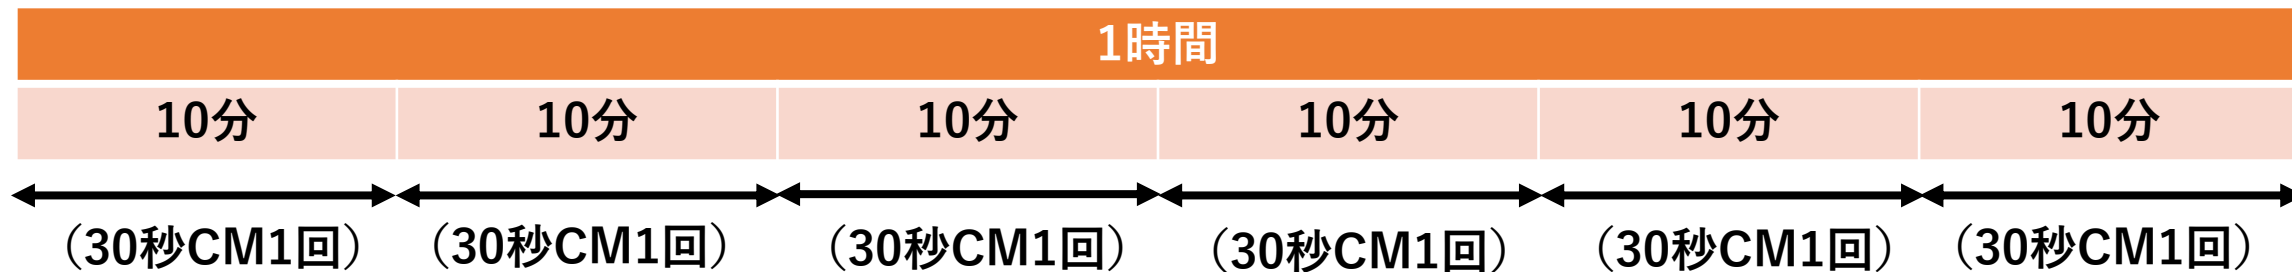 1時間
10分 10分 10分 10分 10分 10分
（30秒CM1回） （30秒CM1回） （30秒CM1回） （30秒CM1回） （30秒CM1回） （30秒CM1回）